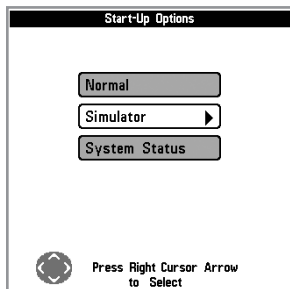 Start-Up Options
Normal
Simulator
System Status
Press Right Cursor Arrow
to Select